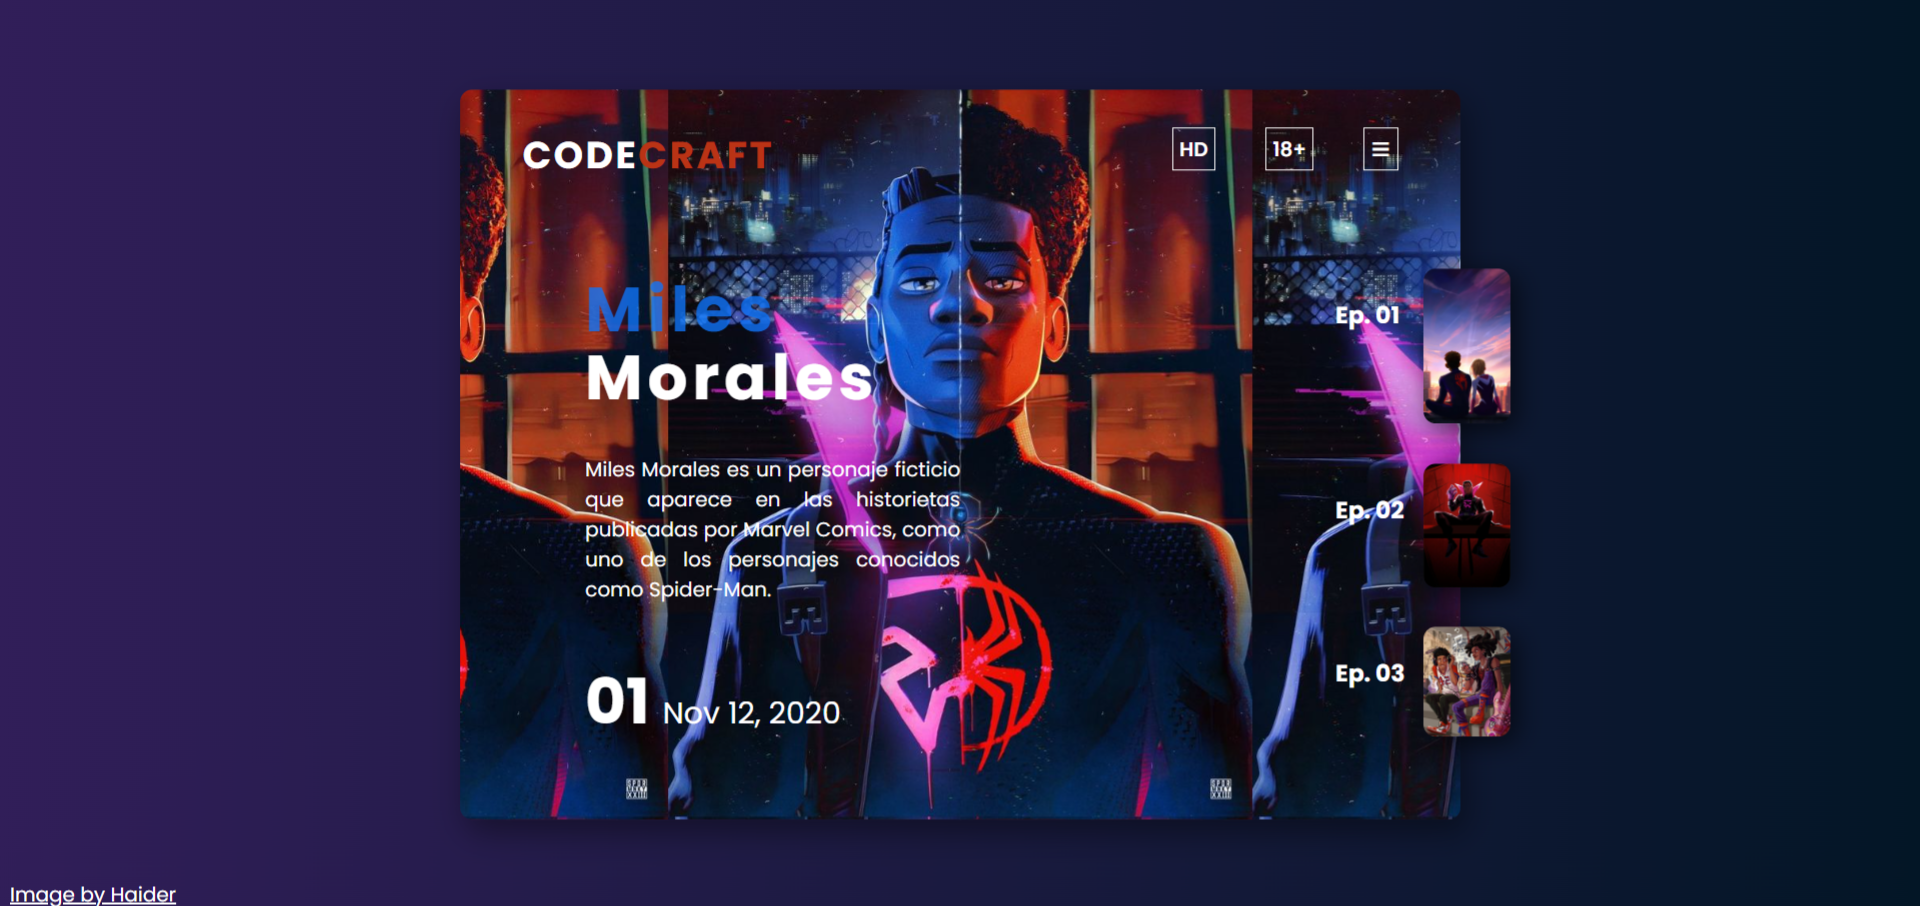 CODECRAFT
HD
18+
Miles
Morales
Miles Morales es un personaje ficticio
que aparece en las historietas
publicadas por Marvel Comics, como
uno de los personajes conocidos
como Spider-Man.
01 Nov 12, 2020
Ep. 01
Ep. 02
Ep. 03
Image by Haider